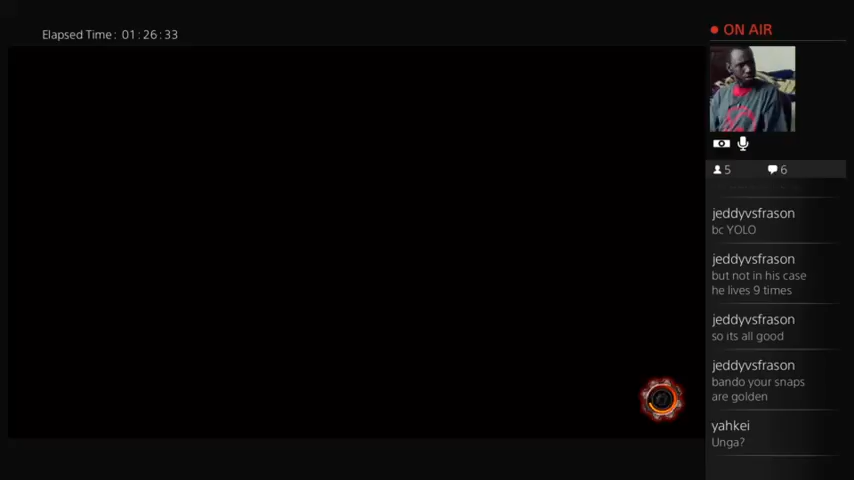 Elapsed Time: 01:26:33
ON AIR
5 6
jeddyvsfrason
bc YOLO
jeddyvsfrason
but not in his case
he lives 9 times
jeddyvsfrason
so its all good
jeddyvsfrason
bando your snaps
are golden
yahkei
Unga?